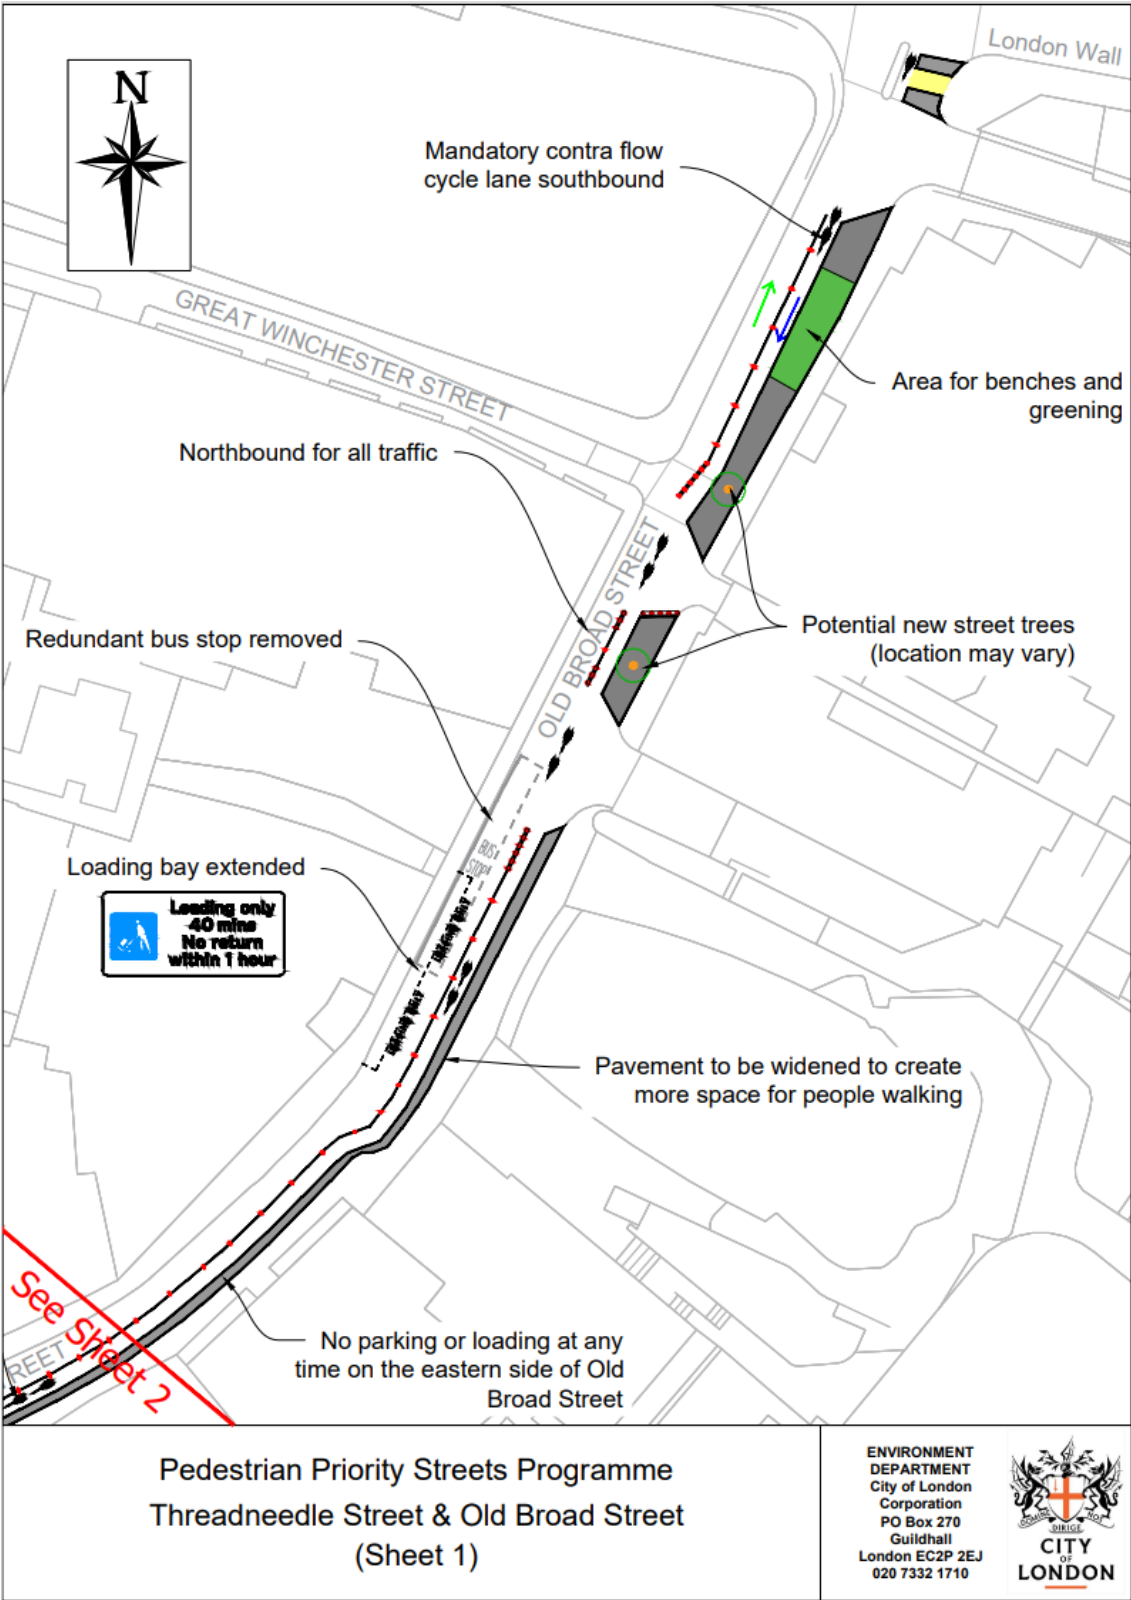 London Wall
N
Mandatory contra flow
cycle lane southbound
GREAT WINCHESTER STREET
Area for benches and
greening
Northbound for all traffic
OLD BROAD STREET
Redundant bus stop removed
Potential new street trees
(location may vary)
BUS
STOP
Loading bay extended
Loading only
40 mins
No return
within 1 hour
Pavement to be widened to create
more space for people walking
See Sheet 2
REET
No parking or loading at any
time on the eastern side of Old
Broad Street
Pedestrian Priority Streets Programme
Threadneedle Street & Old Broad Street
(Sheet 1)
ENVIRONMENT
DEPARTMENT
City of London
Corporation
PO Box 270
Guildhall
London EC2P 2EJ
020 7332 1710
DOMINE DIRIGE NOS
CITY
OF
LONDON